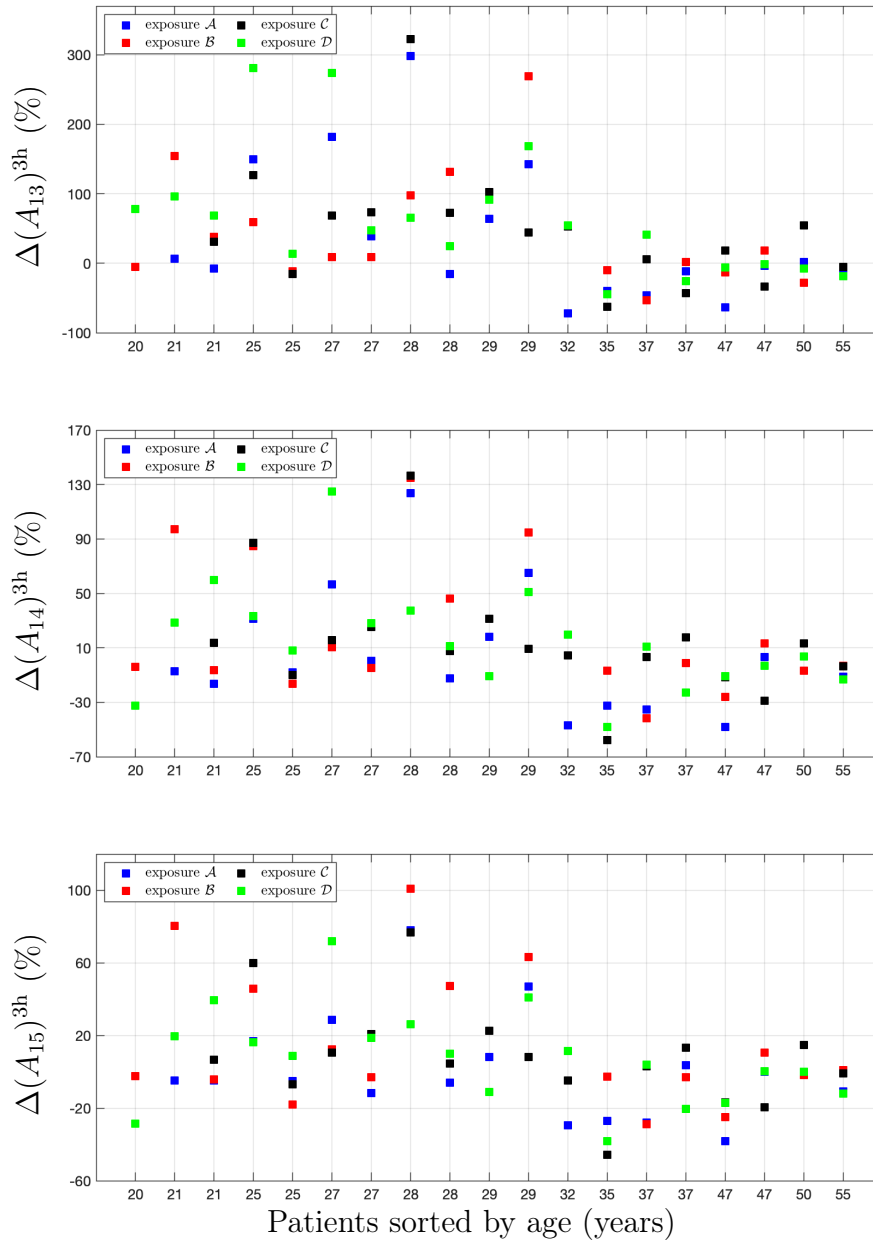 exposure 𝒜 exposure 𝒞
exposure ℬ exposure 𝒟
Δ(A₁₃)³ʰ (%)
300
200
100
0
-100
20 21 21 25 25 27 27 28 28 29 29 32 35 37 37 47 47 50 55
exposure 𝒜 exposure 𝒞
exposure ℬ exposure 𝒟
Δ(A₁₄)³ʰ (%)
170
130
90
50
10
-30
-70
20 21 21 25 25 27 27 28 28 29 29 32 35 37 37 47 47 50 55
exposure 𝒜 exposure 𝒞
exposure ℬ exposure 𝒟
Δ(A₁₅)³ʰ (%)
100
60
20
-20
-60
20 21 21 25 25 27 27 28 28 29 29 32 35 37 37 47 47 50 55
Patients sorted by age (years)